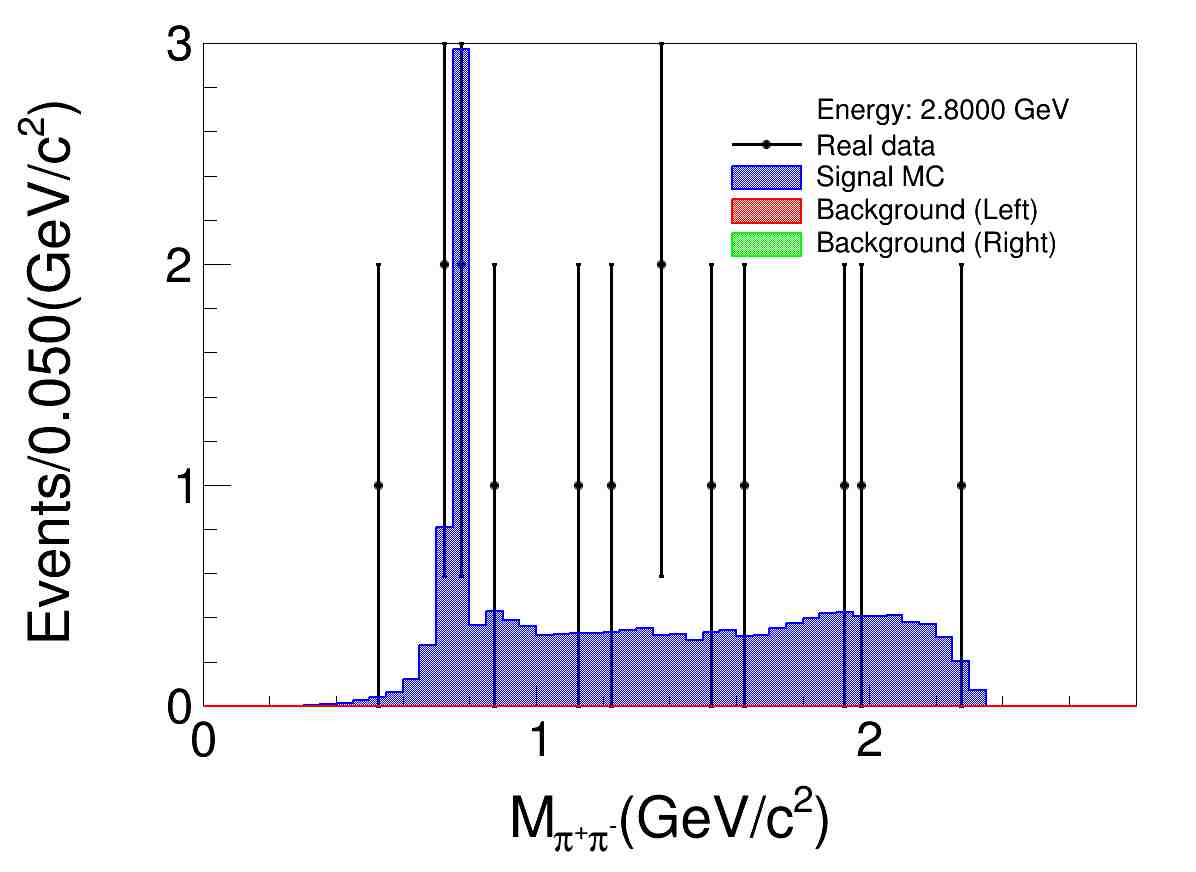 3
Energy: 2.8000 GeV
Real data
Signal MC
Background (Left)
Background (Right)
2
1
0
0 1 2
Events/0.050(GeV/c²)
Mπ⁺π⁻(GeV/c²)